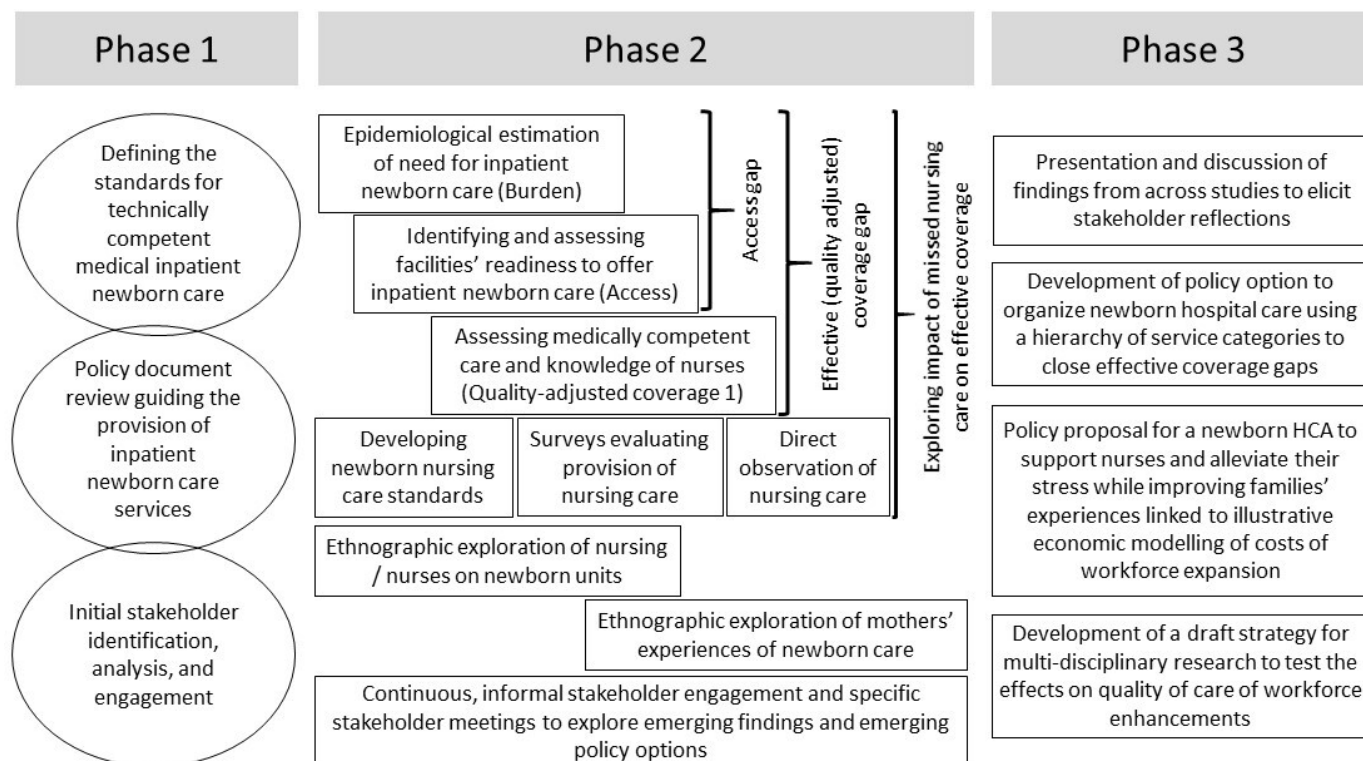 Phase 1
Phase 2
Phase 3
Defining the
standards for
technically
competent
medical inpatient
newborn care
Policy document
review guiding the
provision of
inpatient
newborn care
services
Initial stakeholder
identification,
analysis, and
engagement
Epidemiological estimation
of need for inpatient
newborn care (Burden)
Identifying and assessing
facilities’ readiness to offer
inpatient newborn care (Access)
Assessing medically competent
care and knowledge of nurses
(Quality-adjusted coverage 1)
Developing
newborn nursing
care standards
Surveys evaluating
provision of
nursing care
Direct
observation of
nursing care
Access gap
Effective (quality adjusted)
coverage gap
Exploring impact of missed nursing
care on effective coverage
Ethnographic exploration of nursing
/ nurses on newborn units
Ethnographic exploration of mothers’
experiences of newborn care
Continuous, informal stakeholder engagement and specific
stakeholder meetings to explore emerging findings and emerging
policy options
Presentation and discussion of
findings from across studies to elicit
stakeholder reflections
Development of policy option to
organize newborn hospital care using
a hierarchy of service categories to
close effective coverage gaps
Policy proposal for a newborn HCA to
support nurses and alleviate their
stress while improving families’
experiences linked to illustrative
economic modelling of costs of
workforce expansion
Development of a draft strategy for
multi-disciplinary research to test the
effects on quality of care of workforce
enhancements